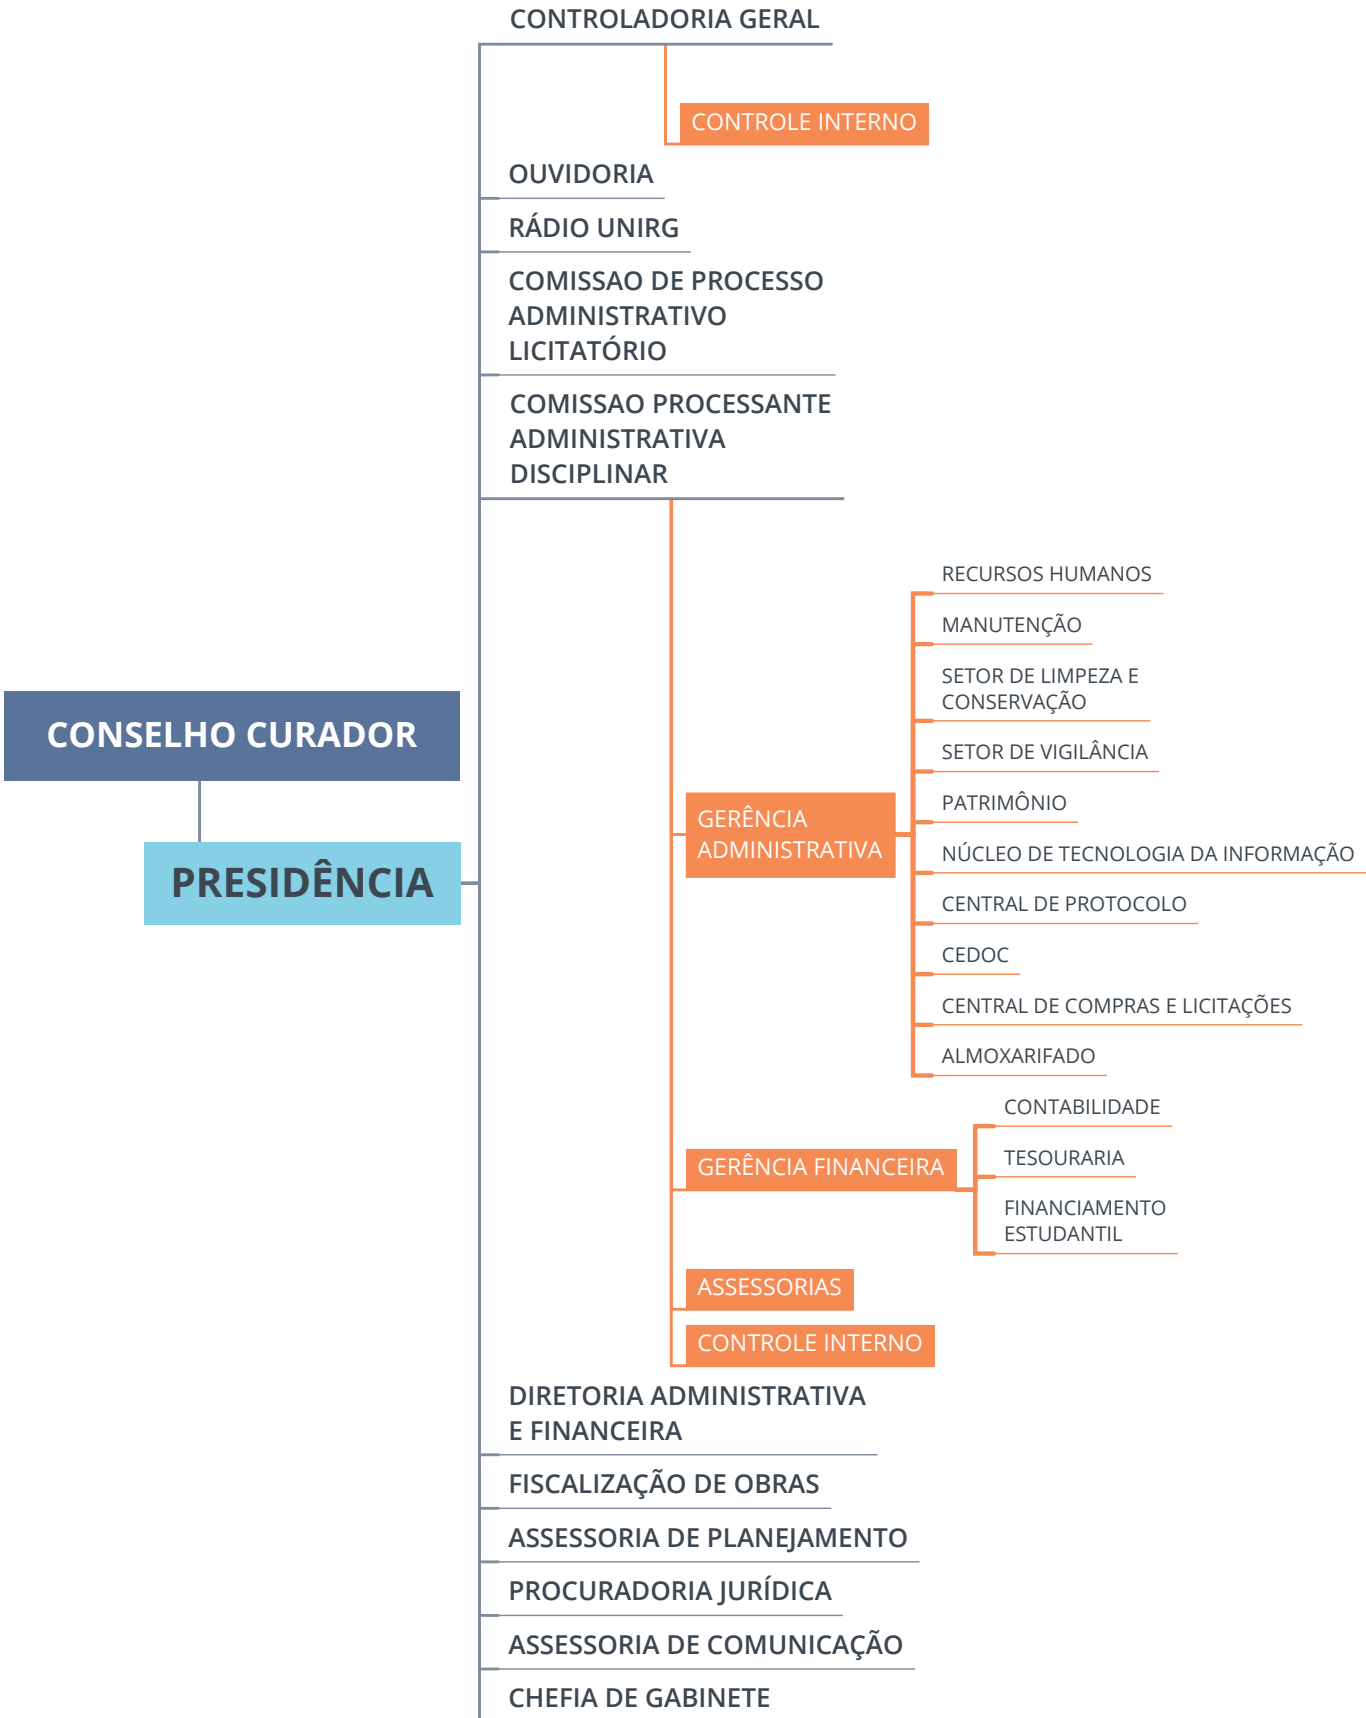 CONTROLADORIA GERAL
CONTROLE INTERNO
OUVIDORIA
RÁDIO UNIRG
COMISSAO DE PROCESSO
ADMINISTRATIVO
LICITATÓRIO
COMISSAO PROCESSANTE
ADMINISTRATIVA
DISCIPLINAR
CONSELHO CURADOR
PRESIDÊNCIA
GERÊNCIA
ADMINISTRATIVA
RECURSOS HUMANOS
MANUTENÇÃO
SETOR DE LIMPEZA E
CONSERVAÇÃO
SETOR DE VIGILÂNCIA
PATRIMÔNIO
NÚCLEO DE TECNOLOGIA DA INFORMAÇÃO
CENTRAL DE PROTOCOLO
CEDOC
CENTRAL DE COMPRAS E LICITAÇÕES
ALMOXARIFADO
GERÊNCIA FINANCEIRA
CONTABILIDADE
TESOURARIA
FINANCIAMENTO
ESTUDANTIL
ASSESSORIAS
CONTROLE INTERNO
DIRETORIA ADMINISTRATIVA
E FINANCEIRA
FISCALIZAÇÃO DE OBRAS
ASSESSORIA DE PLANEJAMENTO
PROCURADORIA JURÍDICA
ASSESSORIA DE COMUNICAÇÃO
CHEFIA DE GABINETE